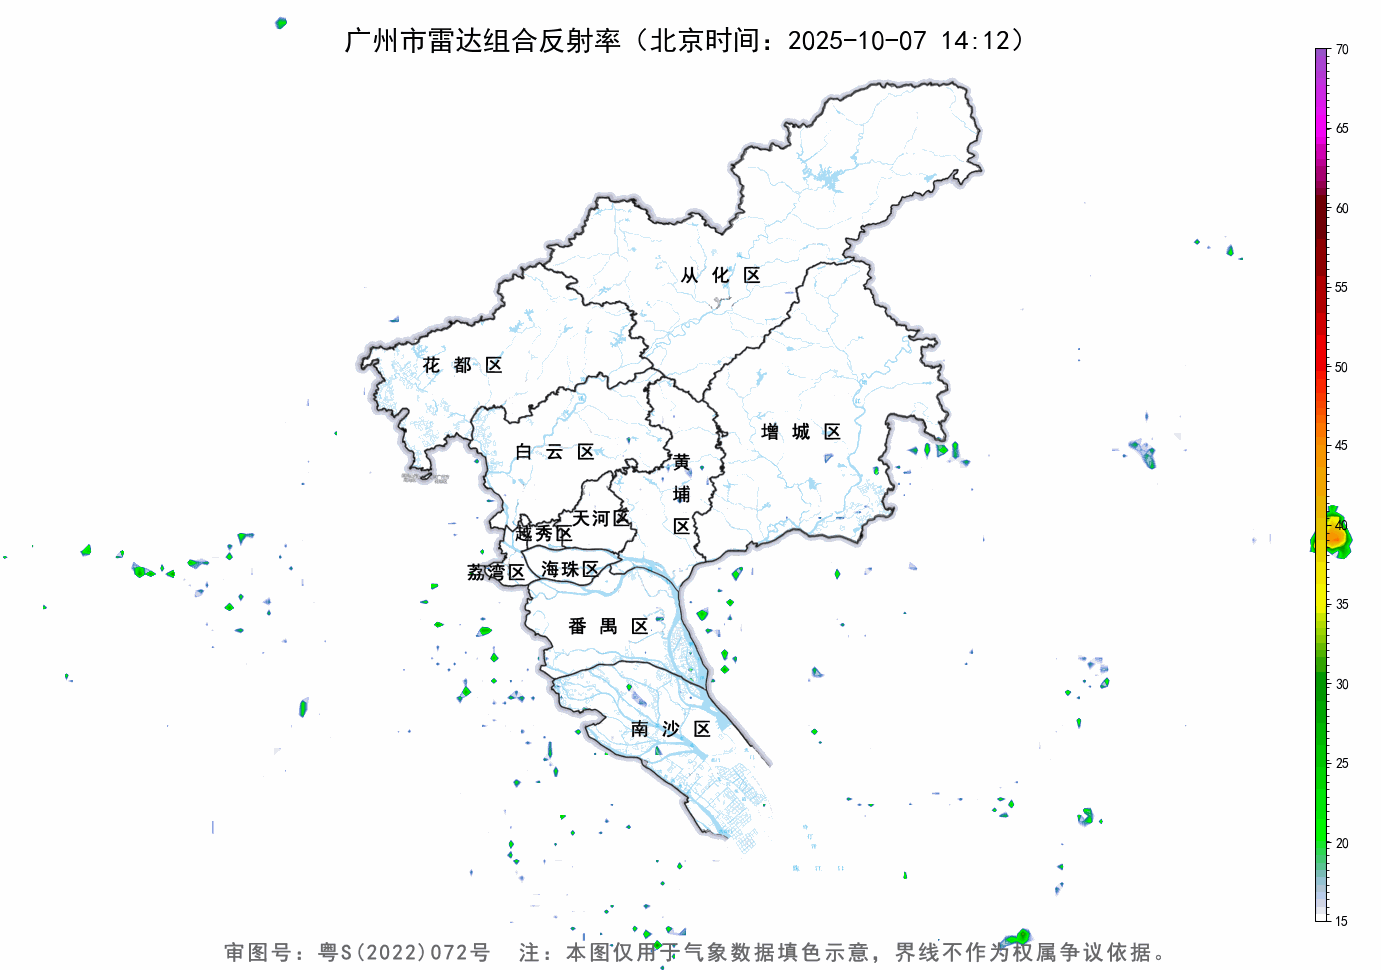 广州市雷达组合反射率（北京时间：2025-10-07 14:12）
70
65
60
55
50
45
40
35
30
25
20
15
从化区
花都区
增城区
白云区
黄埔区
天河区
越秀区
荔湾区
海珠区
番禺区
南沙区
审图号：粤S(2022)072号 注：本图仅用于气象数据填色示意，界线不作为权属争议依据。